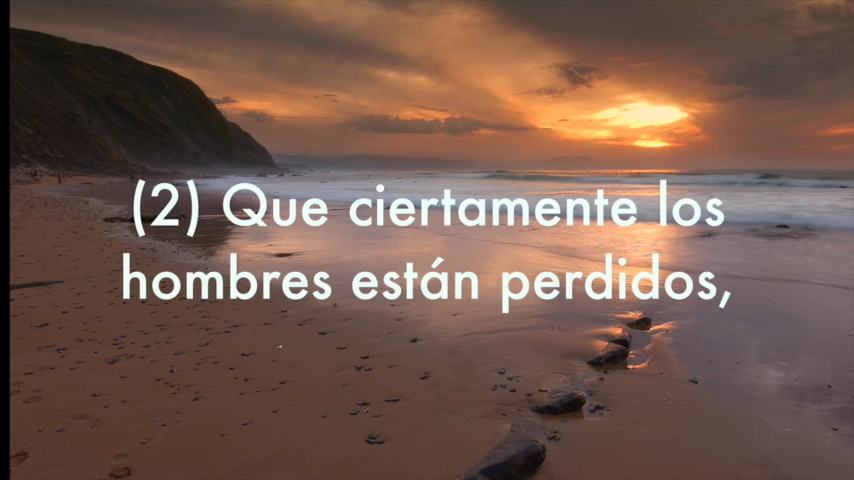 (2) Que ciertamente los
hombres están perdidos,